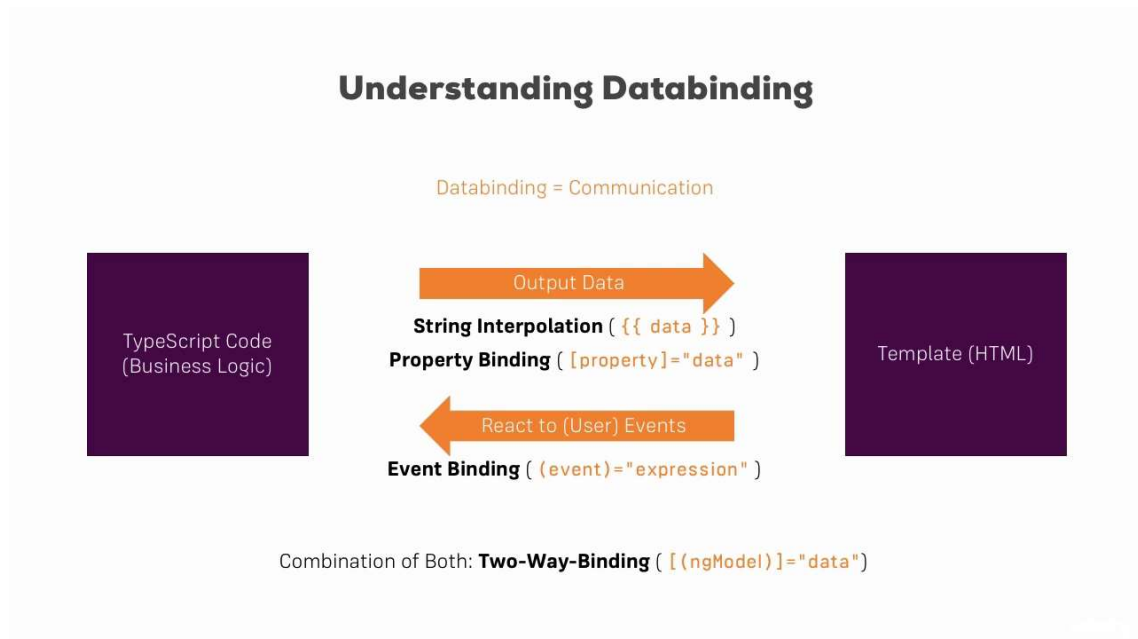 Understanding Databinding
Databinding = Communication
Output Data
String Interpolation ( {{ data }} )
Property Binding ( [property]="data" )
TypeScript Code
(Business Logic)
Template (HTML)
React to (User) Events
Event Binding ( (event)="expression" )
Combination of Both: Two-Way-Binding ( [(ngModel)]="data")